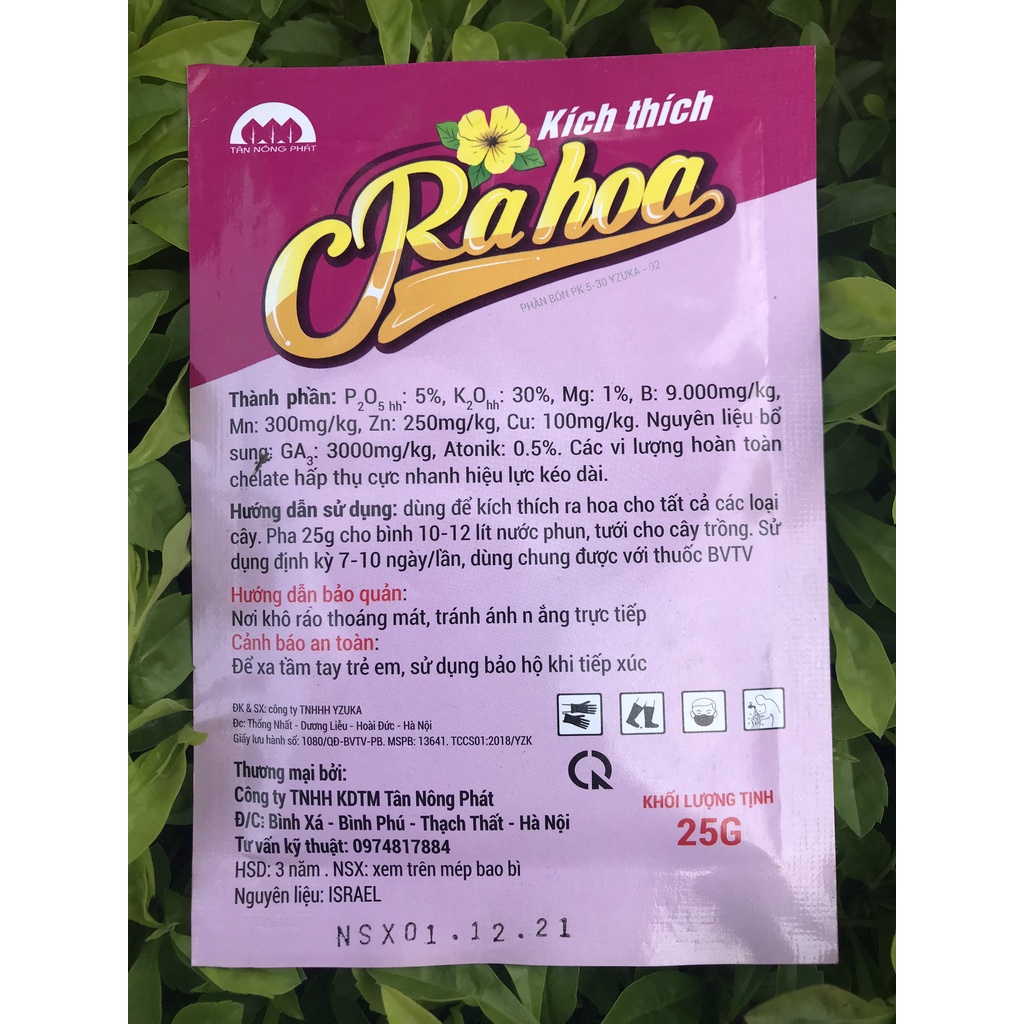 TÂN NÔNG PHÁT
Kích thích
Ra hoa
PHÂN BÓN PK 5-30 YZUKA - 02
Thành phần: P2O5 hh: 5%, K2Ohh: 30%, Mg: 1%, B: 9.000mg/kg,
Mn: 300mg/kg, Zn: 250mg/kg, Cu: 100mg/kg. Nguyên liệu bổ
sung: GA3: 3000mg/kg, Atonik: 0.5%. Các vi lượng hoàn toàn
chelate hấp thụ cực nhanh hiệu lực kéo dài.
Hướng dẫn sử dụng: dùng để kích thích ra hoa cho tất cả các loại
cây. Pha 25g cho bình 10-12 lít nước phun, tưới cho cây trồng. Sử
dụng định kỳ 7-10 ngày/lần, dùng chung được với thuốc BVTV
Hướng dẫn bảo quản:
Nơi khô ráo thoáng mát, tránh ánh n ắng trực tiếp
Cảnh báo an toàn:
Để xa tầm tay trẻ em, sử dụng bảo hộ khi tiếp xúc
ĐK & SX: công ty TNHHH YZUKA
Đc: Thống Nhất - Dương Liễu - Hoài Đức - Hà Nội
Giấy lưu hành số: 1080/QĐ-BVTV-PB. MSPB: 13641. TCCS01:2018/YZK
Thương mại bởi:
Công ty TNHH KDTM Tân Nông Phát
Đ/C: Bình Xá - Bình Phú - Thạch Thất - Hà Nội
Tư vấn kỹ thuật: 0974817884
HSD: 3 năm . NSX: xem trên mép bao bì
Nguyên liệu: ISRAEL
KHỐI LƯỢNG TỊNH
25G
NSX01.12.21